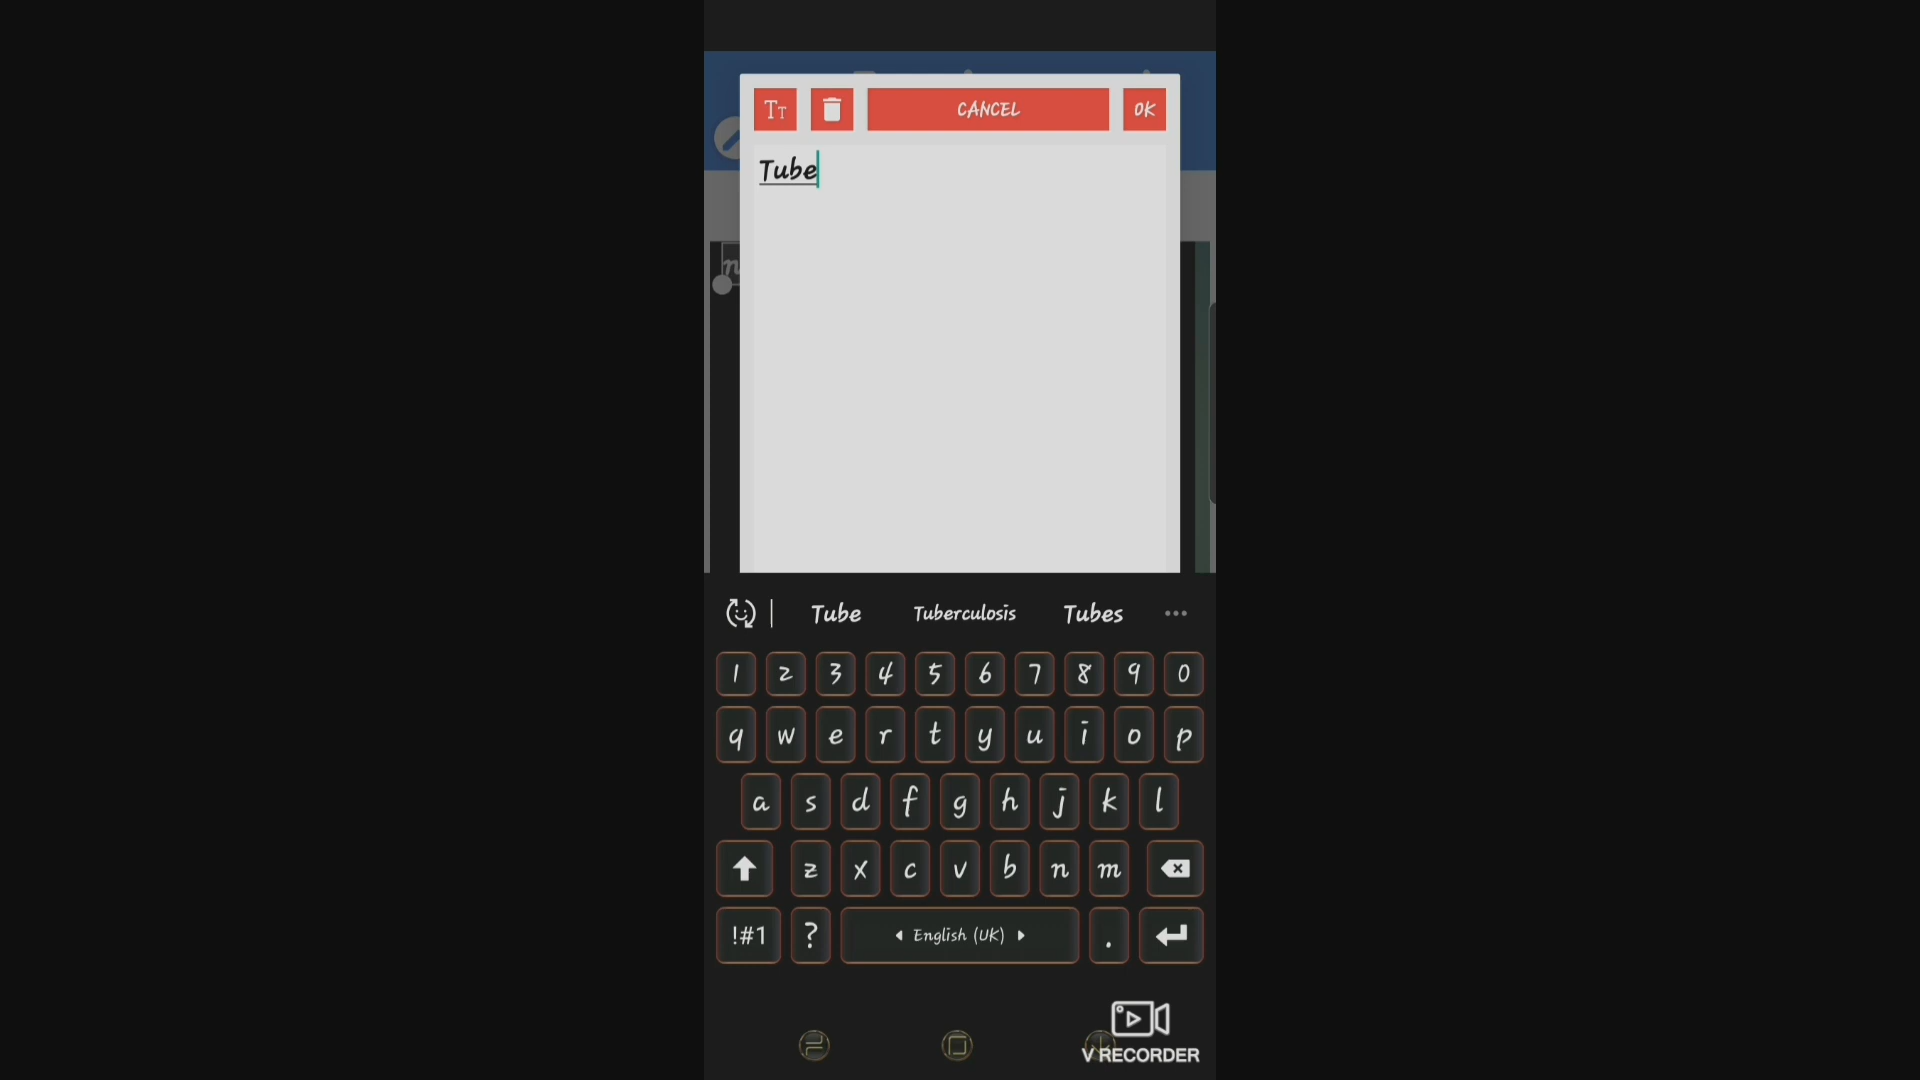 TT CANCEL OK
Tube
n
Tube Tuberculosis Tubes
1 2 3 4 5 6 7 8 9 0
q w e r t y u i o p
a s d f g h j k l
z x c v b n m
!#1 ? English (UK) .
V RECORDER